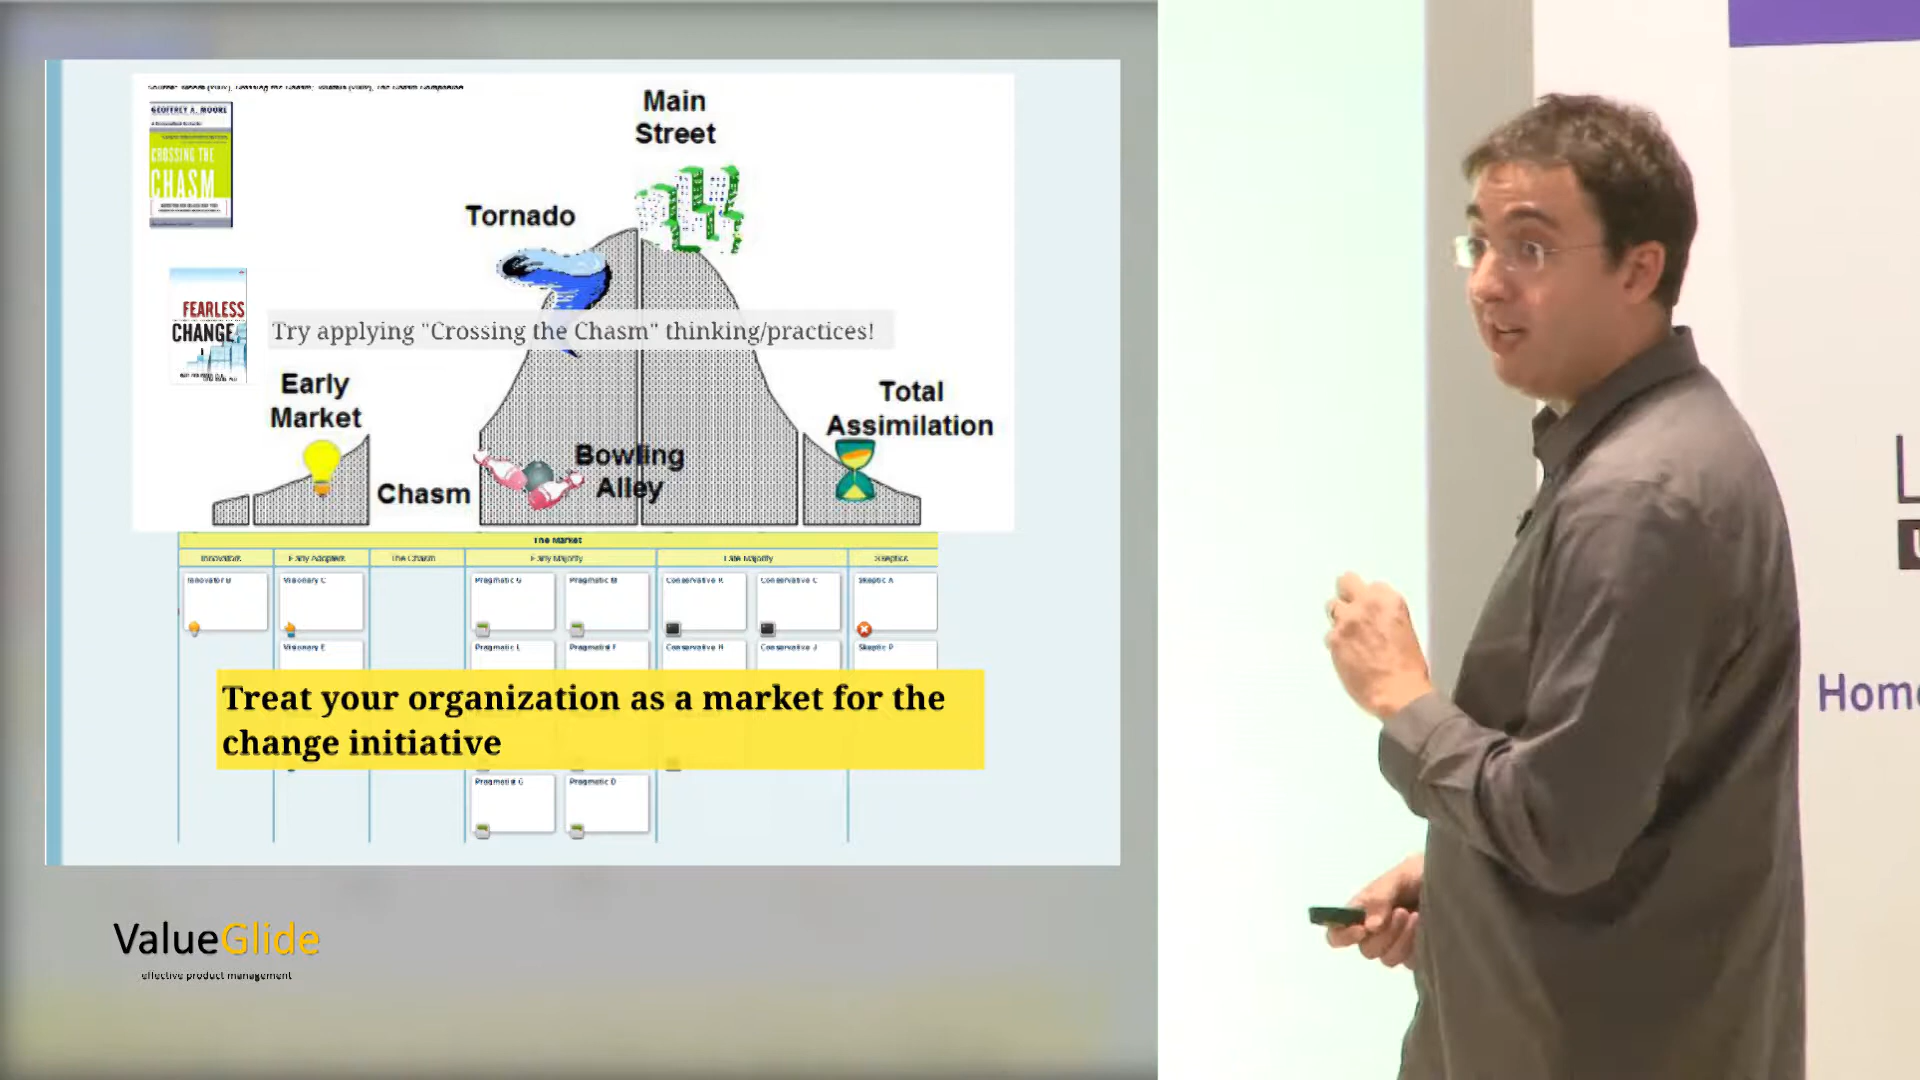 GEOFFREY A. MOORE
CROSSING THE
CHASM
FEARLESS
CHANGE
Main
Street
Tornado
Try applying "Crossing the Chasm" thinking/practices!
Early
Market
Chasm
Bowling
Alley
Total
Assimilation
The Market
Innovators
Early Adopters
The Chasm
Early Majority
Late Majority
Skeptics
Innovator B
Visionary C
Pragmatic G
Pragmatic M
Conservative K
Conservative C
Skeptic A
Visionary E
Pragmatic L
Pragmatist F
Conservative H
Conservative J
Skeptic P
Treat your organization as a market for the
change initiative
Pragmatist G
Pragmatic D
ValueGlide
effective product management
Home